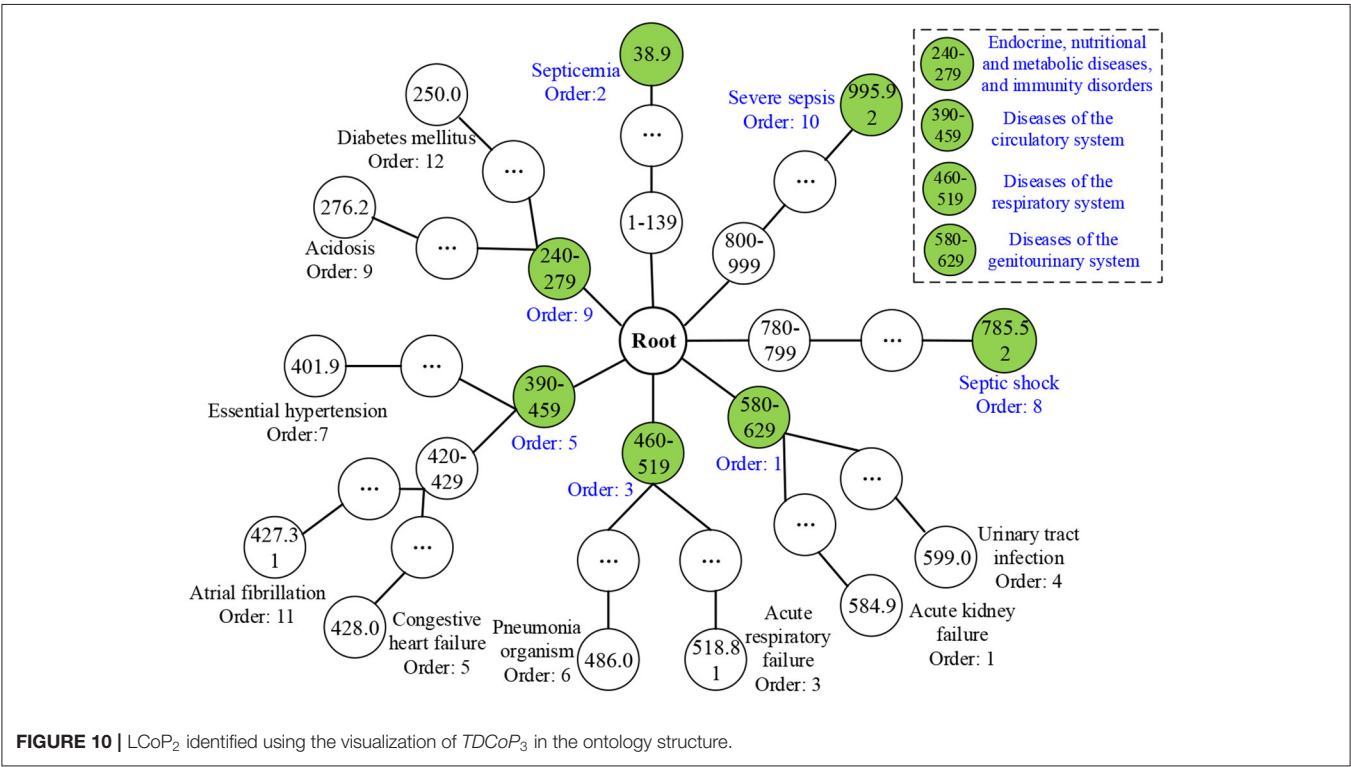 38.9
Septicemia
Order:2
...
1-139
250.0
Diabetes mellitus
Order: 12
...
276.2
Acidosis
Order: 9
...
240-
279
Order: 9
Severe sepsis
Order: 10
995.9
2
...
800-
999
240-
279
Endocrine, nutritional
and metabolic diseases,
and immunity disorders
390-
459
Diseases of the
circulatory system
460-
519
Diseases of the
respiratory system
580-
629
Diseases of the
genitourinary system
Root
780-
799
...
785.5
2
Septic shock
Order: 8
401.9
Essential hypertension
Order:7
...
390-
459
Order: 5
420-
429
...
427.3
1
Atrial fibrillation
Order: 11
...
428.0
Congestive
heart failure
Order: 5
460-
519
Order: 3
...
486.0
Pneumonia
organism
Order: 6
...
518.8
1
Acute
respiratory
failure
Order: 3
580-
629
Order: 1
...
584.9
Acute kidney
failure
Order: 1
...
599.0
Urinary tract
infection
Order: 4
FIGURE 10 | LCoP2 identified using the visualization of TDCoP3 in the ontology structure.